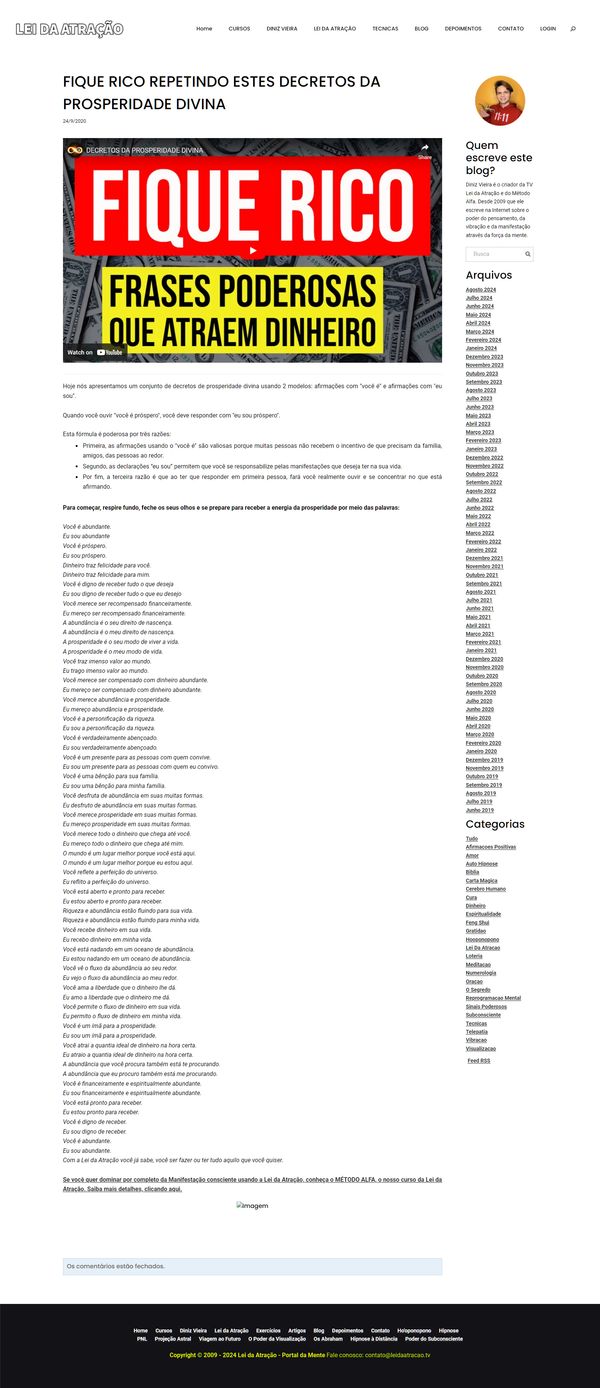 LEI DA ATRAÇÃO
Home CURSOS DINIZ VIEIRA LEI DA ATRAÇÃO TECNICAS BLOG DEPOIMENTOS CONTATO LOGIN
FIQUE RICO REPETINDO ESTES DECRETOS DA
PROSPERIDADE DIVINA
24/9/2020
DECRETOS DA PROSPERIDADE DIVINA
Share
FIQUE RICO
FRASES PODEROSAS
QUE ATRAEM DINHEIRO
Watch on YouTube
Hoje nós apresentamos um conjunto de decretos de prosperidade divina usando 2 modelos: afirmações com "você é" e afirmações com "eu
sou".
Quando você ouvir "você é próspero", você deve responder com "eu sou próspero".
Esta fórmula é poderosa por três razões:
Primeira, as afirmações usando o "você é" são valiosas porque muitas pessoas não recebem o incentivo de que precisam da família,
amigos, das pessoas ao redor.
Segundo, as declarações "eu sou" permitem que você se responsabilize pelas manifestações que deseja ter na sua vida.
Por fim, a terceira razão é que ao ter que responder em primeira pessoa, fará você realmente ouvir e se concentrar no que está
afirmando.
Para começar, respire fundo, feche os seus olhos e se prepare para receber a energia da prosperidade por meio das palavras:
Você é abundante.
Eu sou abundante
Você é próspero.
Eu sou próspero.
Dinheiro traz felicidade para você.
Dinheiro traz felicidade para mim.
Você é digno de receber tudo o que deseja
Eu sou digno de receber tudo o que eu desejo
Você merece ser recompensado financeiramente.
Eu mereço ser recompensado financeiramente.
A abundância é o seu direito de nascença.
A abundância é o meu direito de nascença.
A prosperidade é o seu modo de viver a vida.
A prosperidade é o meu modo de vida.
Você traz imenso valor ao mundo.
Eu trago imenso valor ao mundo.
Você merece ser compensado com dinheiro abundante.
Eu mereço ser compensado com dinheiro abundante.
Você merece abundância e prosperidade.
Eu mereço abundância e prosperidade.
Você é a personificação da riqueza.
Eu sou a personificação da riqueza.
Você é verdadeiramente abençoado.
Eu sou verdadeiramente abençoado.
Você é um presente para as pessoas com quem convive.
Eu sou um presente para as pessoas com quem eu convivo.
Você é uma bênção para sua família.
Eu sou uma bênção para minha família.
Você desfruta de abundância em suas muitas formas.
Eu desfruto de abundância em suas muitas formas.
Você merece prosperidade em suas muitas formas.
Eu mereço prosperidade em suas muitas formas.
Você merece todo o dinheiro que chega até você.
Eu mereço todo o dinheiro que chega até mim.
O mundo é um lugar melhor porque você está aqui.
O mundo é um lugar melhor porque eu estou aqui.
Você reflete a perfeição do universo.
Eu reflito a perfeição do universo.
Você está aberto e pronto para receber.
Eu estou aberto e pronto para receber.
Riqueza e abundância estão fluindo para sua vida.
Riqueza e abundância estão fluindo para minha vida.
Você recebe dinheiro em sua vida.
Eu recebo dinheiro em minha vida.
Você está nadando em um oceano de abundância.
Eu estou nadando em um oceano de abundância.
Você vê o fluxo da abundância ao seu redor.
Eu vejo o fluxo da abundância ao meu redor.
Você ama a liberdade que o dinheiro lhe dá.
Eu amo a liberdade que o dinheiro me dá.
Você permite o fluxo de dinheiro em sua vida.
Eu permito o fluxo de dinheiro em minha vida.
Você é um ímã para a prosperidade.
Eu sou um ímã para a prosperidade.
Você atrai a quantia ideal de dinheiro na hora certa.
Eu atraio a quantia ideal de dinheiro na hora certa.
A abundância que você procura também está te procurando.
A abundância que eu procuro também está me procurando.
Você é financeiramente e espiritualmente abundante.
Eu sou financeiramente e espiritualmente abundante.
Você está pronto para receber.
Eu estou pronto para receber.
Você é digno de receber.
Eu sou digno de receber.
Você é abundante.
Eu sou abundante.
Com a Lei da Atração você já sabe, você ser fazer ou ter tudo aquilo que você quiser.
Se você quer dominar por completo da Manifestação consciente usando a Lei da Atração, conheça o MÉTODO ALFA, o nosso curso da Lei da
Atração. Saiba mais detalhes, clicando aqui.
Imagem
Os comentários estão fechados.
11:11
Quem
escreve este
blog?
Diniz Vieira é o criador da TV
Lei da Atração e do Método
Alfa. Desde 2009 que ele
escreve na Internet sobre o
poder do pensamento, da
vibração e da manifestação
através da força da mente.
Busca
Arquivos
Agosto 2024
Julho 2024
Junho 2024
Maio 2024
Abril 2024
Março 2024
Fevereiro 2024
Janeiro 2024
Dezembro 2023
Novembro 2023
Outubro 2023
Setembro 2023
Agosto 2023
Julho 2023
Junho 2023
Maio 2023
Abril 2023
Março 2023
Fevereiro 2023
Janeiro 2023
Dezembro 2022
Novembro 2022
Outubro 2022
Setembro 2022
Agosto 2022
Julho 2022
Junho 2022
Maio 2022
Abril 2022
Março 2022
Fevereiro 2022
Janeiro 2022
Dezembro 2021
Novembro 2021
Outubro 2021
Setembro 2021
Agosto 2021
Julho 2021
Junho 2021
Maio 2021
Abril 2021
Março 2021
Fevereiro 2021
Janeiro 2021
Dezembro 2020
Novembro 2020
Outubro 2020
Setembro 2020
Agosto 2020
Julho 2020
Junho 2020
Maio 2020
Abril 2020
Março 2020
Fevereiro 2020
Janeiro 2020
Dezembro 2019
Novembro 2019
Outubro 2019
Setembro 2019
Agosto 2019
Julho 2019
Junho 2019
Categorias
Tudo
Afirmacoes Positivas
Amor
Auto Hipnose
Biblia
Carta Magica
Cerebro Humano
Cura
Dinheiro
Espiritualidade
Feng Shui
Gratidao
Hooponopono
Lei Da Atracao
Loteria
Meditacao
Numerologia
Oracao
O Segredo
Reprogramacao Mental
Sinais Poderosos
Subconsciente
Tecnicas
Telepatia
Vibracao
Visualizacao
Feed RSS
Home Cursos Diniz Vieira Lei da Atração Exercícios Artigos Blog Depoimentos Contato Ho'oponopono Hipnose
PNL Projeção Astral Viagem ao Futuro O Poder da Visualização Os Abraham Hipnose à Distância Poder do Subconsciente
Copyright © 2009 - 2024 Lei da Atração - Portal da Mente Fale conosco: contato@leidaatracao.tv